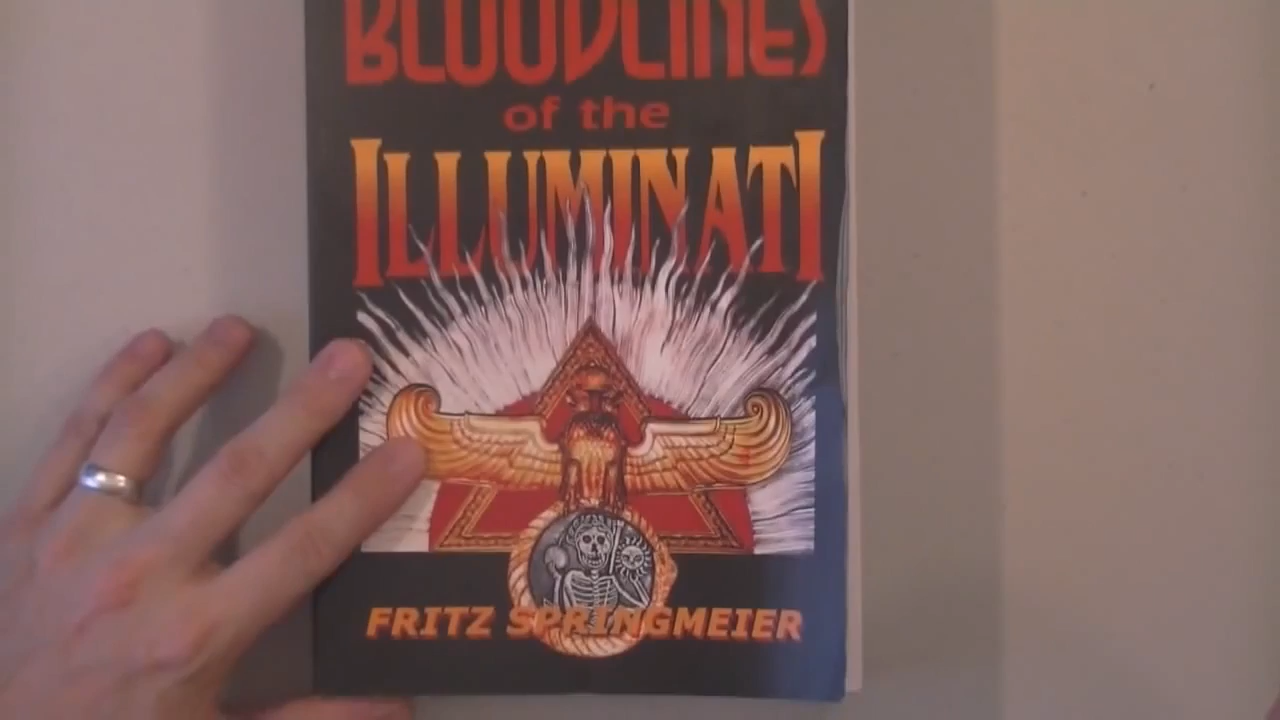 BLOODLINES
of the
ILLUMINATI
FRITZ SPRINGMEIER